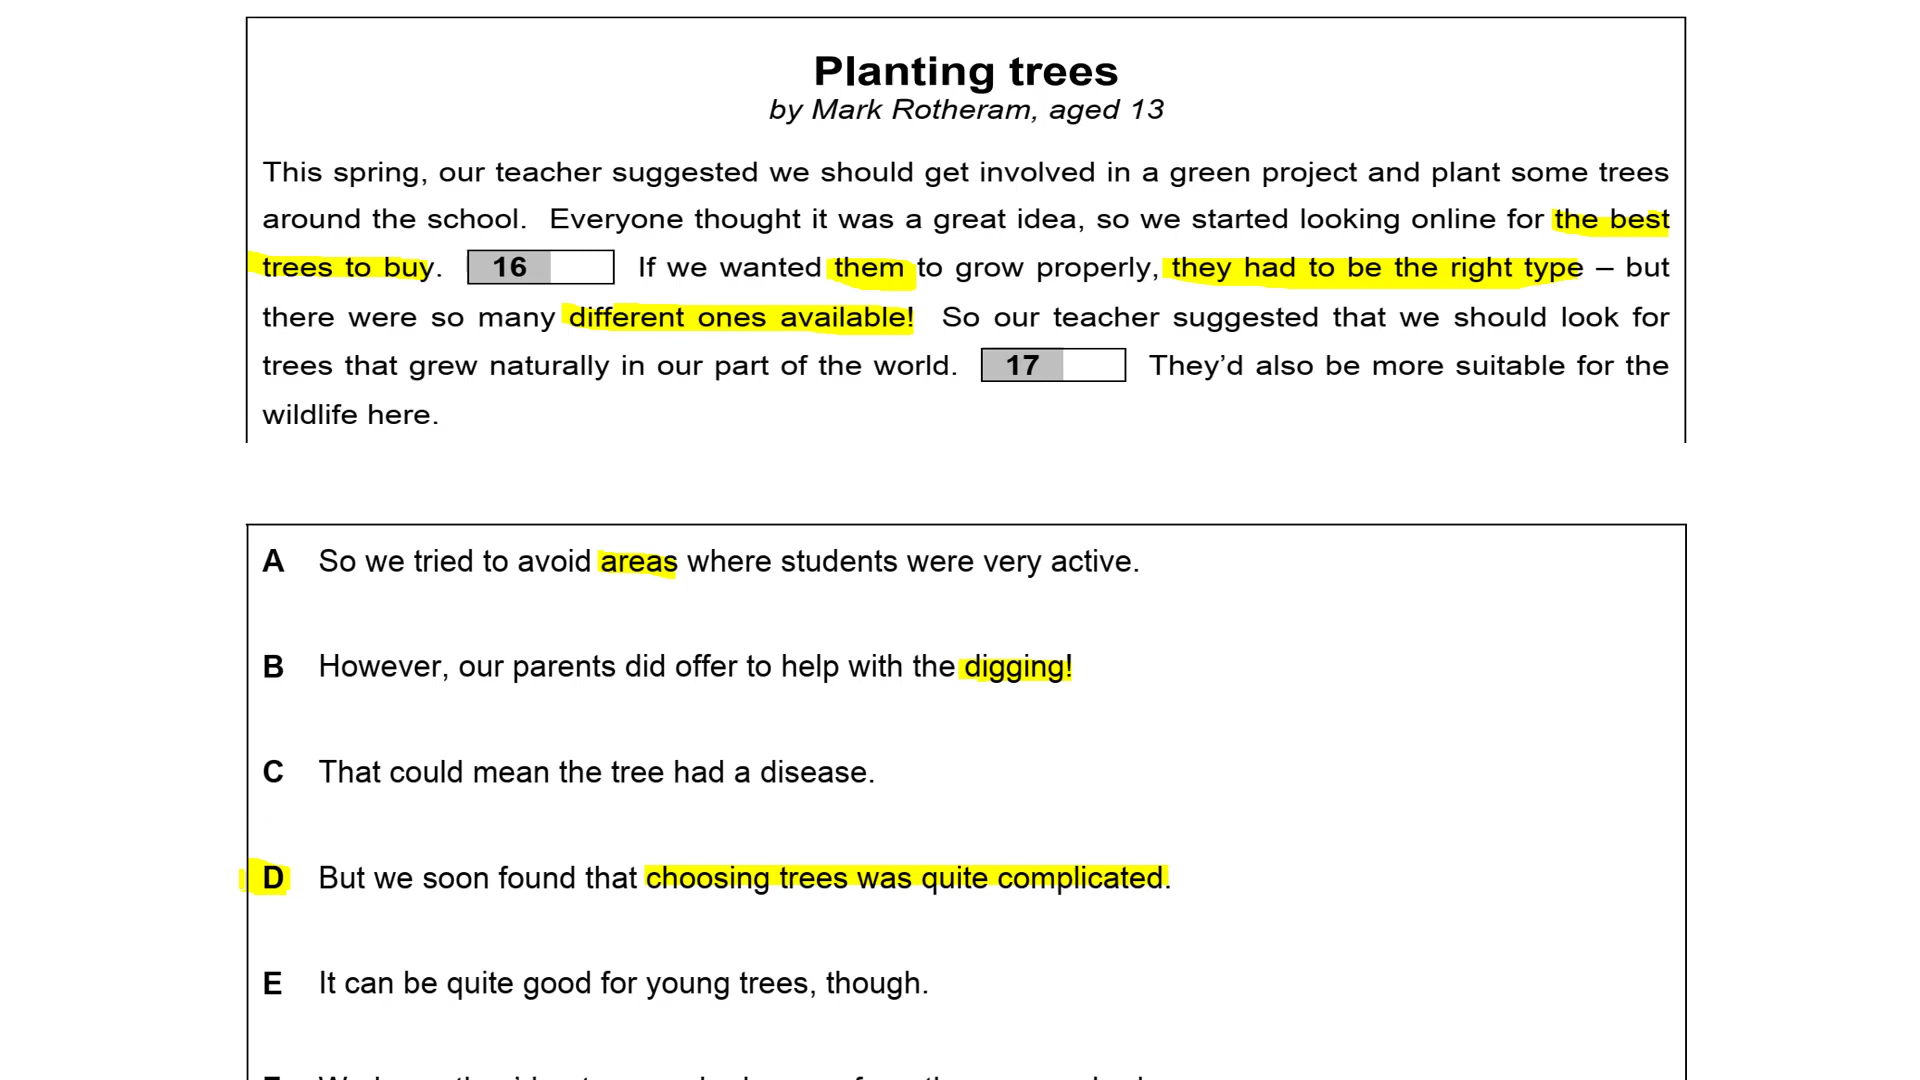 Planting trees
by Mark Rotheram, aged 13
This spring, our teacher suggested we should get involved in a green project and plant some trees
around the school. Everyone thought it was a great idea, so we started looking online for the best
trees to buy. 16 If we wanted them to grow properly, they had to be the right type – but
there were so many different ones available! So our teacher suggested that we should look for
trees that grew naturally in our part of the world. 17 They’d also be more suitable for the
wildlife here.
A So we tried to avoid areas where students were very active.
B However, our parents did offer to help with the digging!
C That could mean the tree had a disease.
D But we soon found that choosing trees was quite complicated.
E It can be quite good for young trees, though.